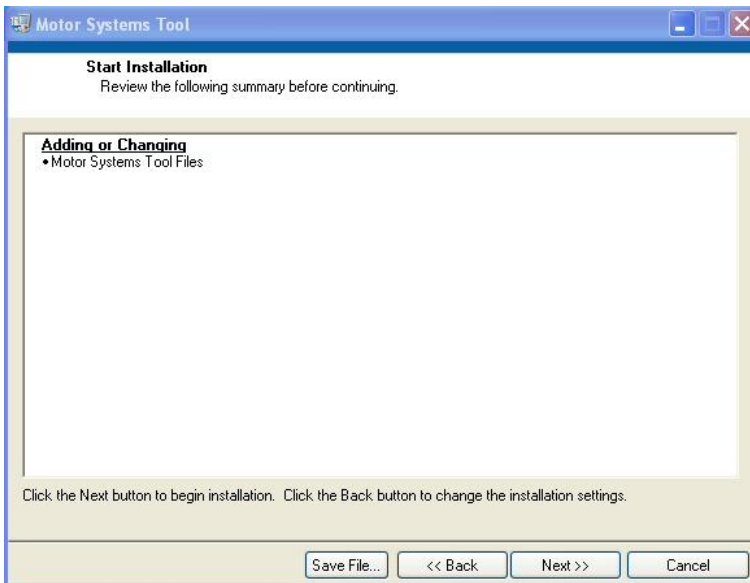 Motor Systems Tool
Start Installation
Review the following summary before continuing.
Adding or Changing
•Motor Systems Tool Files
Click the Next button to begin installation.  Click the Back button to change the installation settings.
Save File... << Back Next >> Cancel